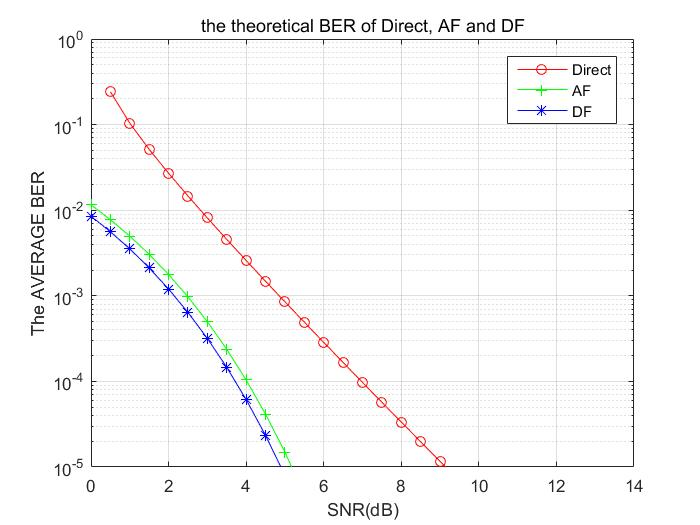 the theoretical BER of Direct, AF and DF
10^0
10^-1
10^-2
10^-3
10^-4
10^-5
The AVERAGE BER
Direct
AF
DF
0 2 4 6 8 10 12 14
SNR(dB)